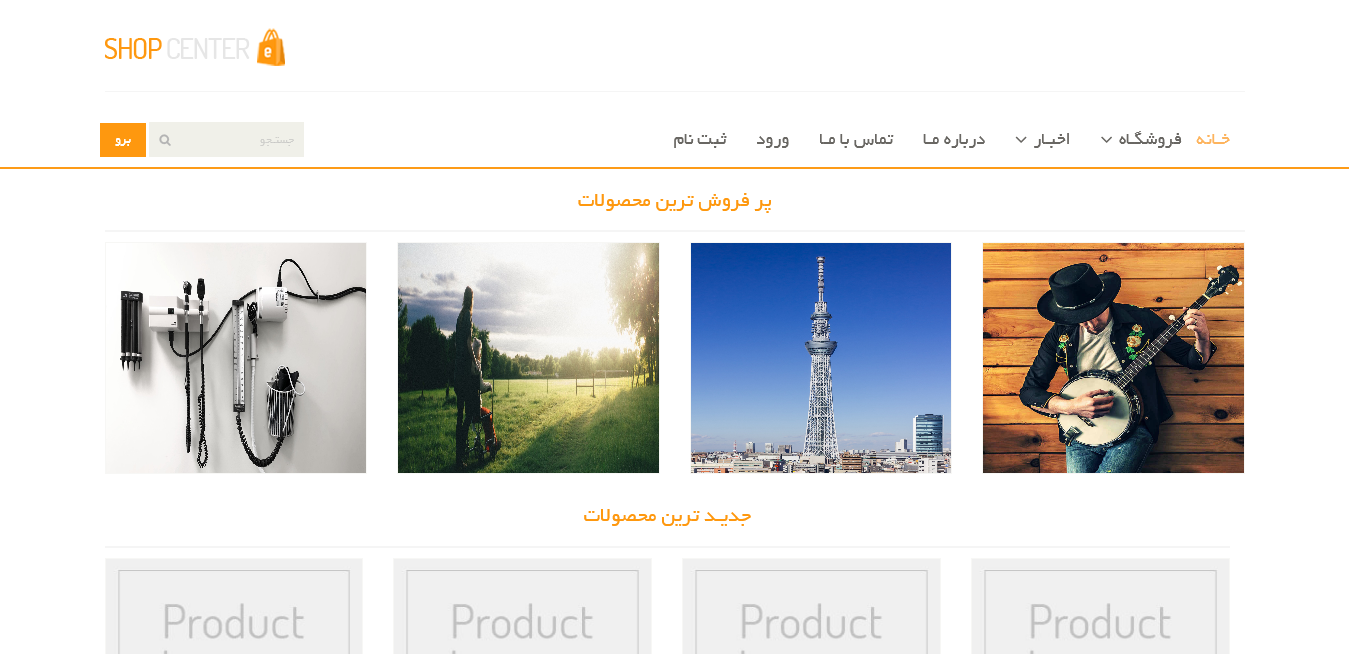 SHOP CENTER e
خانه فروشگاه اخبار درباره ما تماس با ما ورود ثبت نام
جستجو برو
پر فروش ترین محصولات
جدید ترین محصولات
Product Product Product Product